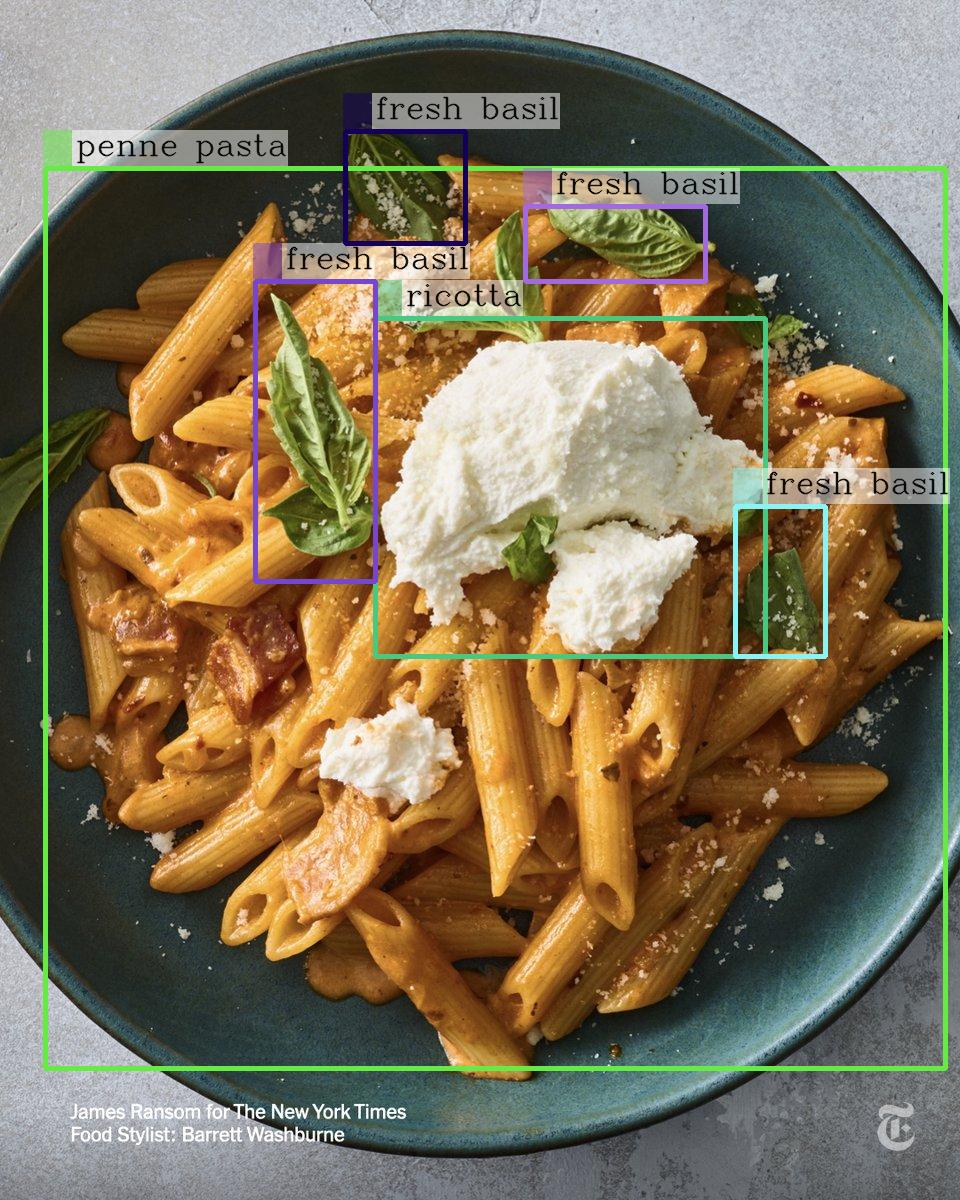 fresh basil
penne pasta
fresh basil
fresh basil
ricotta
fresh basil
James Ransom for The New York Times
Food Stylist: Barrett Washburne
T